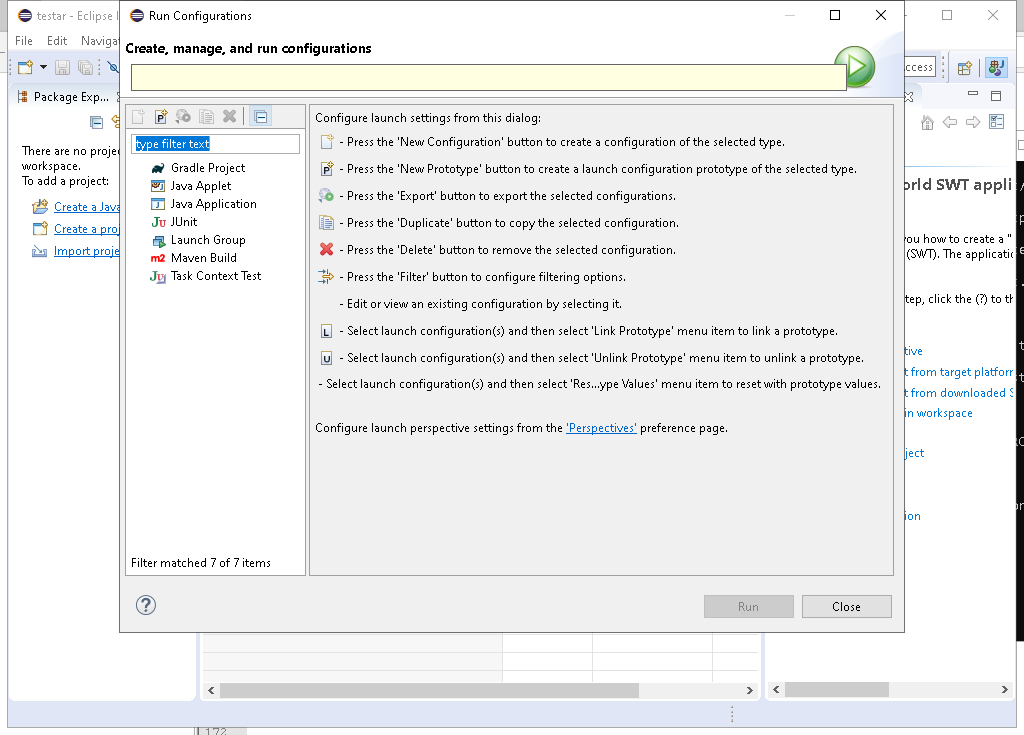 testar - Eclipse I
Run Configurations
File Edit Navigat
Create, manage, and run configurations
ccess
Package Exp...
type filter text
Gradle Project
Java Applet
Java Application
JUnit
Launch Group
Maven Build
Task Context Test
Filter matched 7 of 7 items
Configure launch settings from this dialog:
- Press the 'New Configuration' button to create a configuration of the selected type.
- Press the 'New Prototype' button to create a launch configuration prototype of the selected type.
- Press the 'Export' button to export the selected configurations.
- Press the 'Duplicate' button to copy the selected configuration.
- Press the 'Delete' button to remove the selected configuration.
- Press the 'Filter' button to configure filtering options.
- Edit or view an existing configuration by selecting it.
L - Select launch configuration(s) and then select 'Link Prototype' menu item to link a prototype.
U - Select launch configuration(s) and then select 'Unlink Prototype' menu item to unlink a prototype.
- Select launch configuration(s) and then select 'Res...ype Values' menu item to reset with prototype values.
Configure launch perspective settings from the 'Perspectives' preference page.
Run
Close
There are no proje
workspace.
To add a project:
Create a Java
Create a proj
Import proje
orld SWT appli
you how to create a "
(SWT). The applicatio
tep, click the (?) to th
tive
t from target platforn
t from downloaded S
in workspace
ject
ion
172